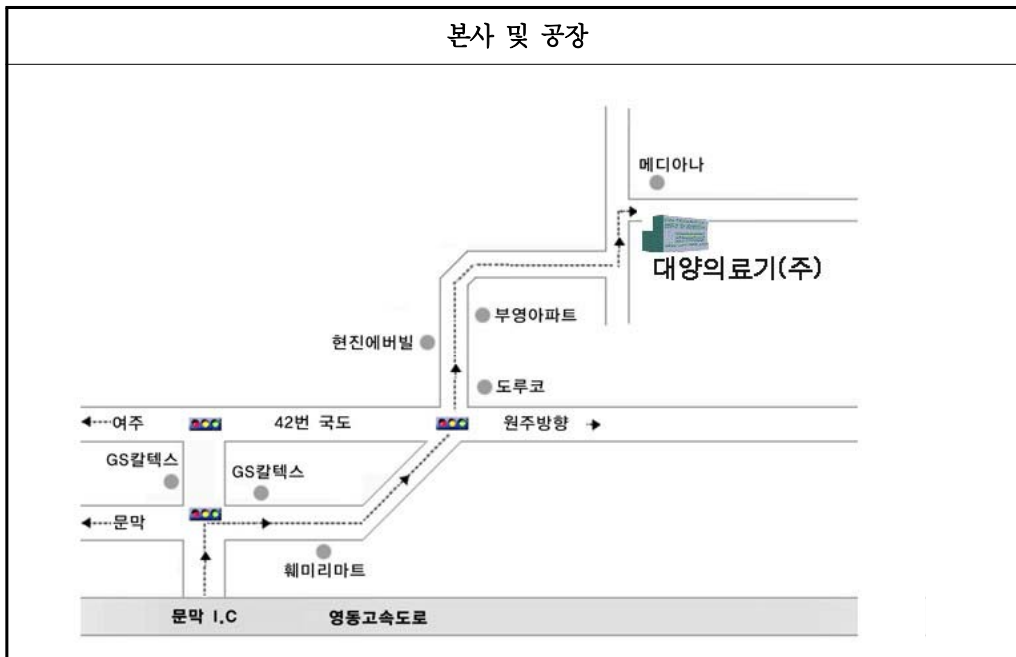 본사 및 공장
메디아나
대양의료기(주)
부영아파트
현진에버빌
도루코
여주
42번 국도
원주방향
GS칼텍스
GS칼텍스
문막
훼미리마트
문막 I.C
영동고속도로